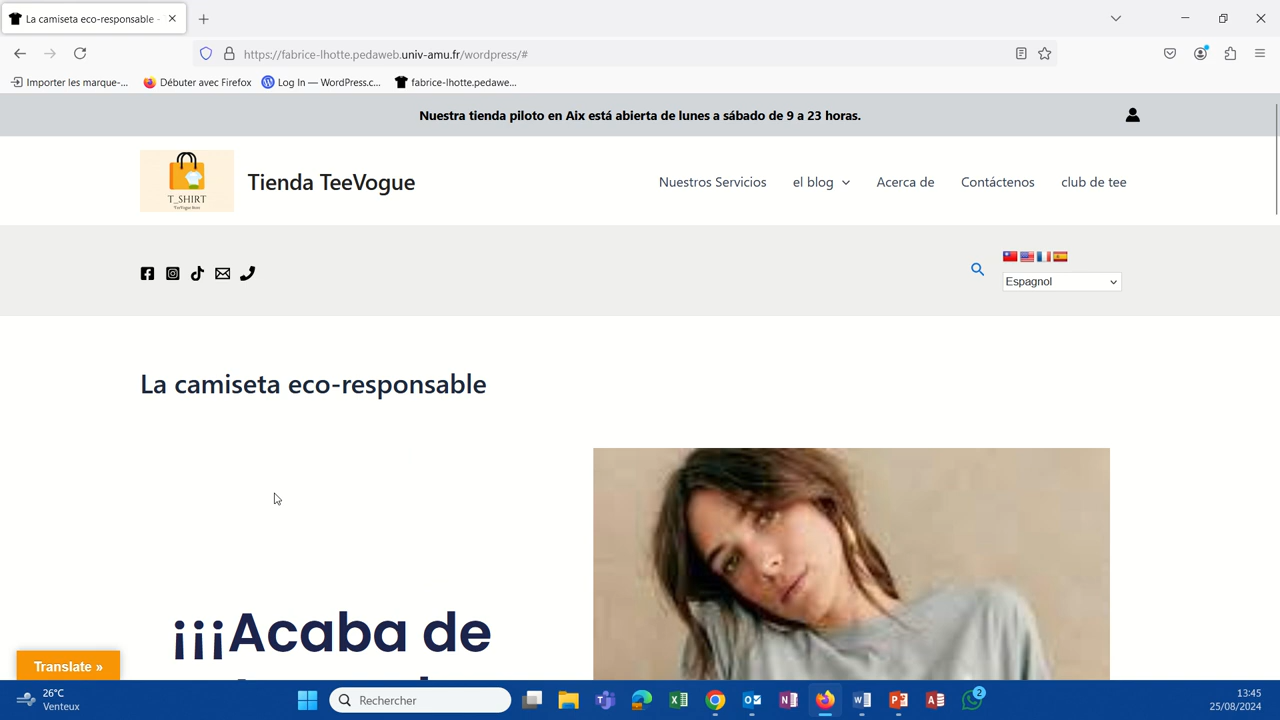 La camiseta eco-responsable -
https://fabrice-lhotte.pedaweb.univ-amu.fr/wordpress/#
Importer les marque-... Débuter avec Firefox Log In — WordPress.c... fabrice-lhotte.pedawe...
Nuestra tienda piloto en Aix está abierta de lunes a sábado de 9 a 23 horas.
T_SHIRT
TeeVogue Store
Tienda TeeVogue
Nuestros Servicios el blog Acerca de Contáctenos club de tee
Espagnol
La camiseta eco-responsable
¡¡¡Acaba de
Translate »
26°C
Venteux
Rechercher
2
13:45
25/08/2024